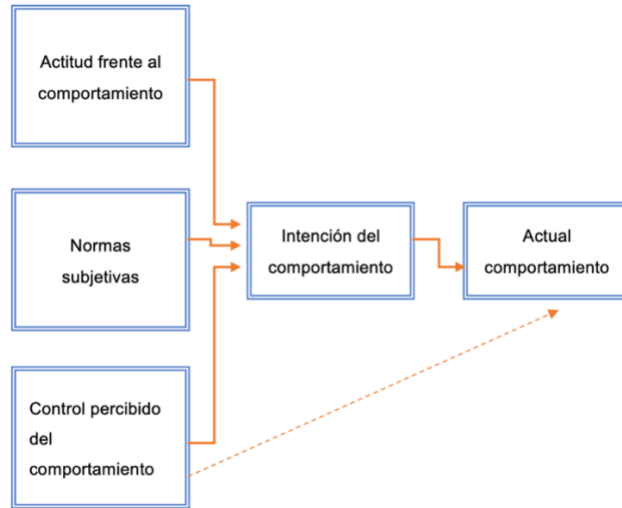 Actitud frente al
comportamiento
Normas
subjetivas
Intención del
comportamiento
Actual
comportamiento
Control percibido
del
comportamiento